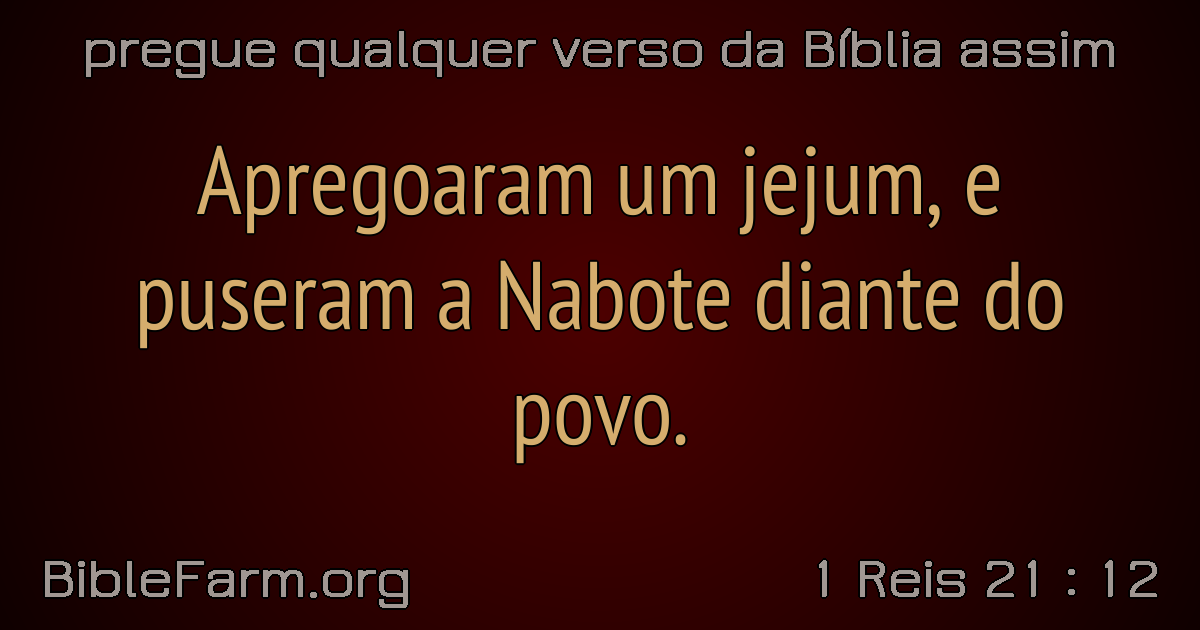 pregue qualquer verso da Bíblia assim
Apregoaram um jejum, e
puseram a Nabote diante do
povo.
BibleFarm.org
1 Reis 21 : 12